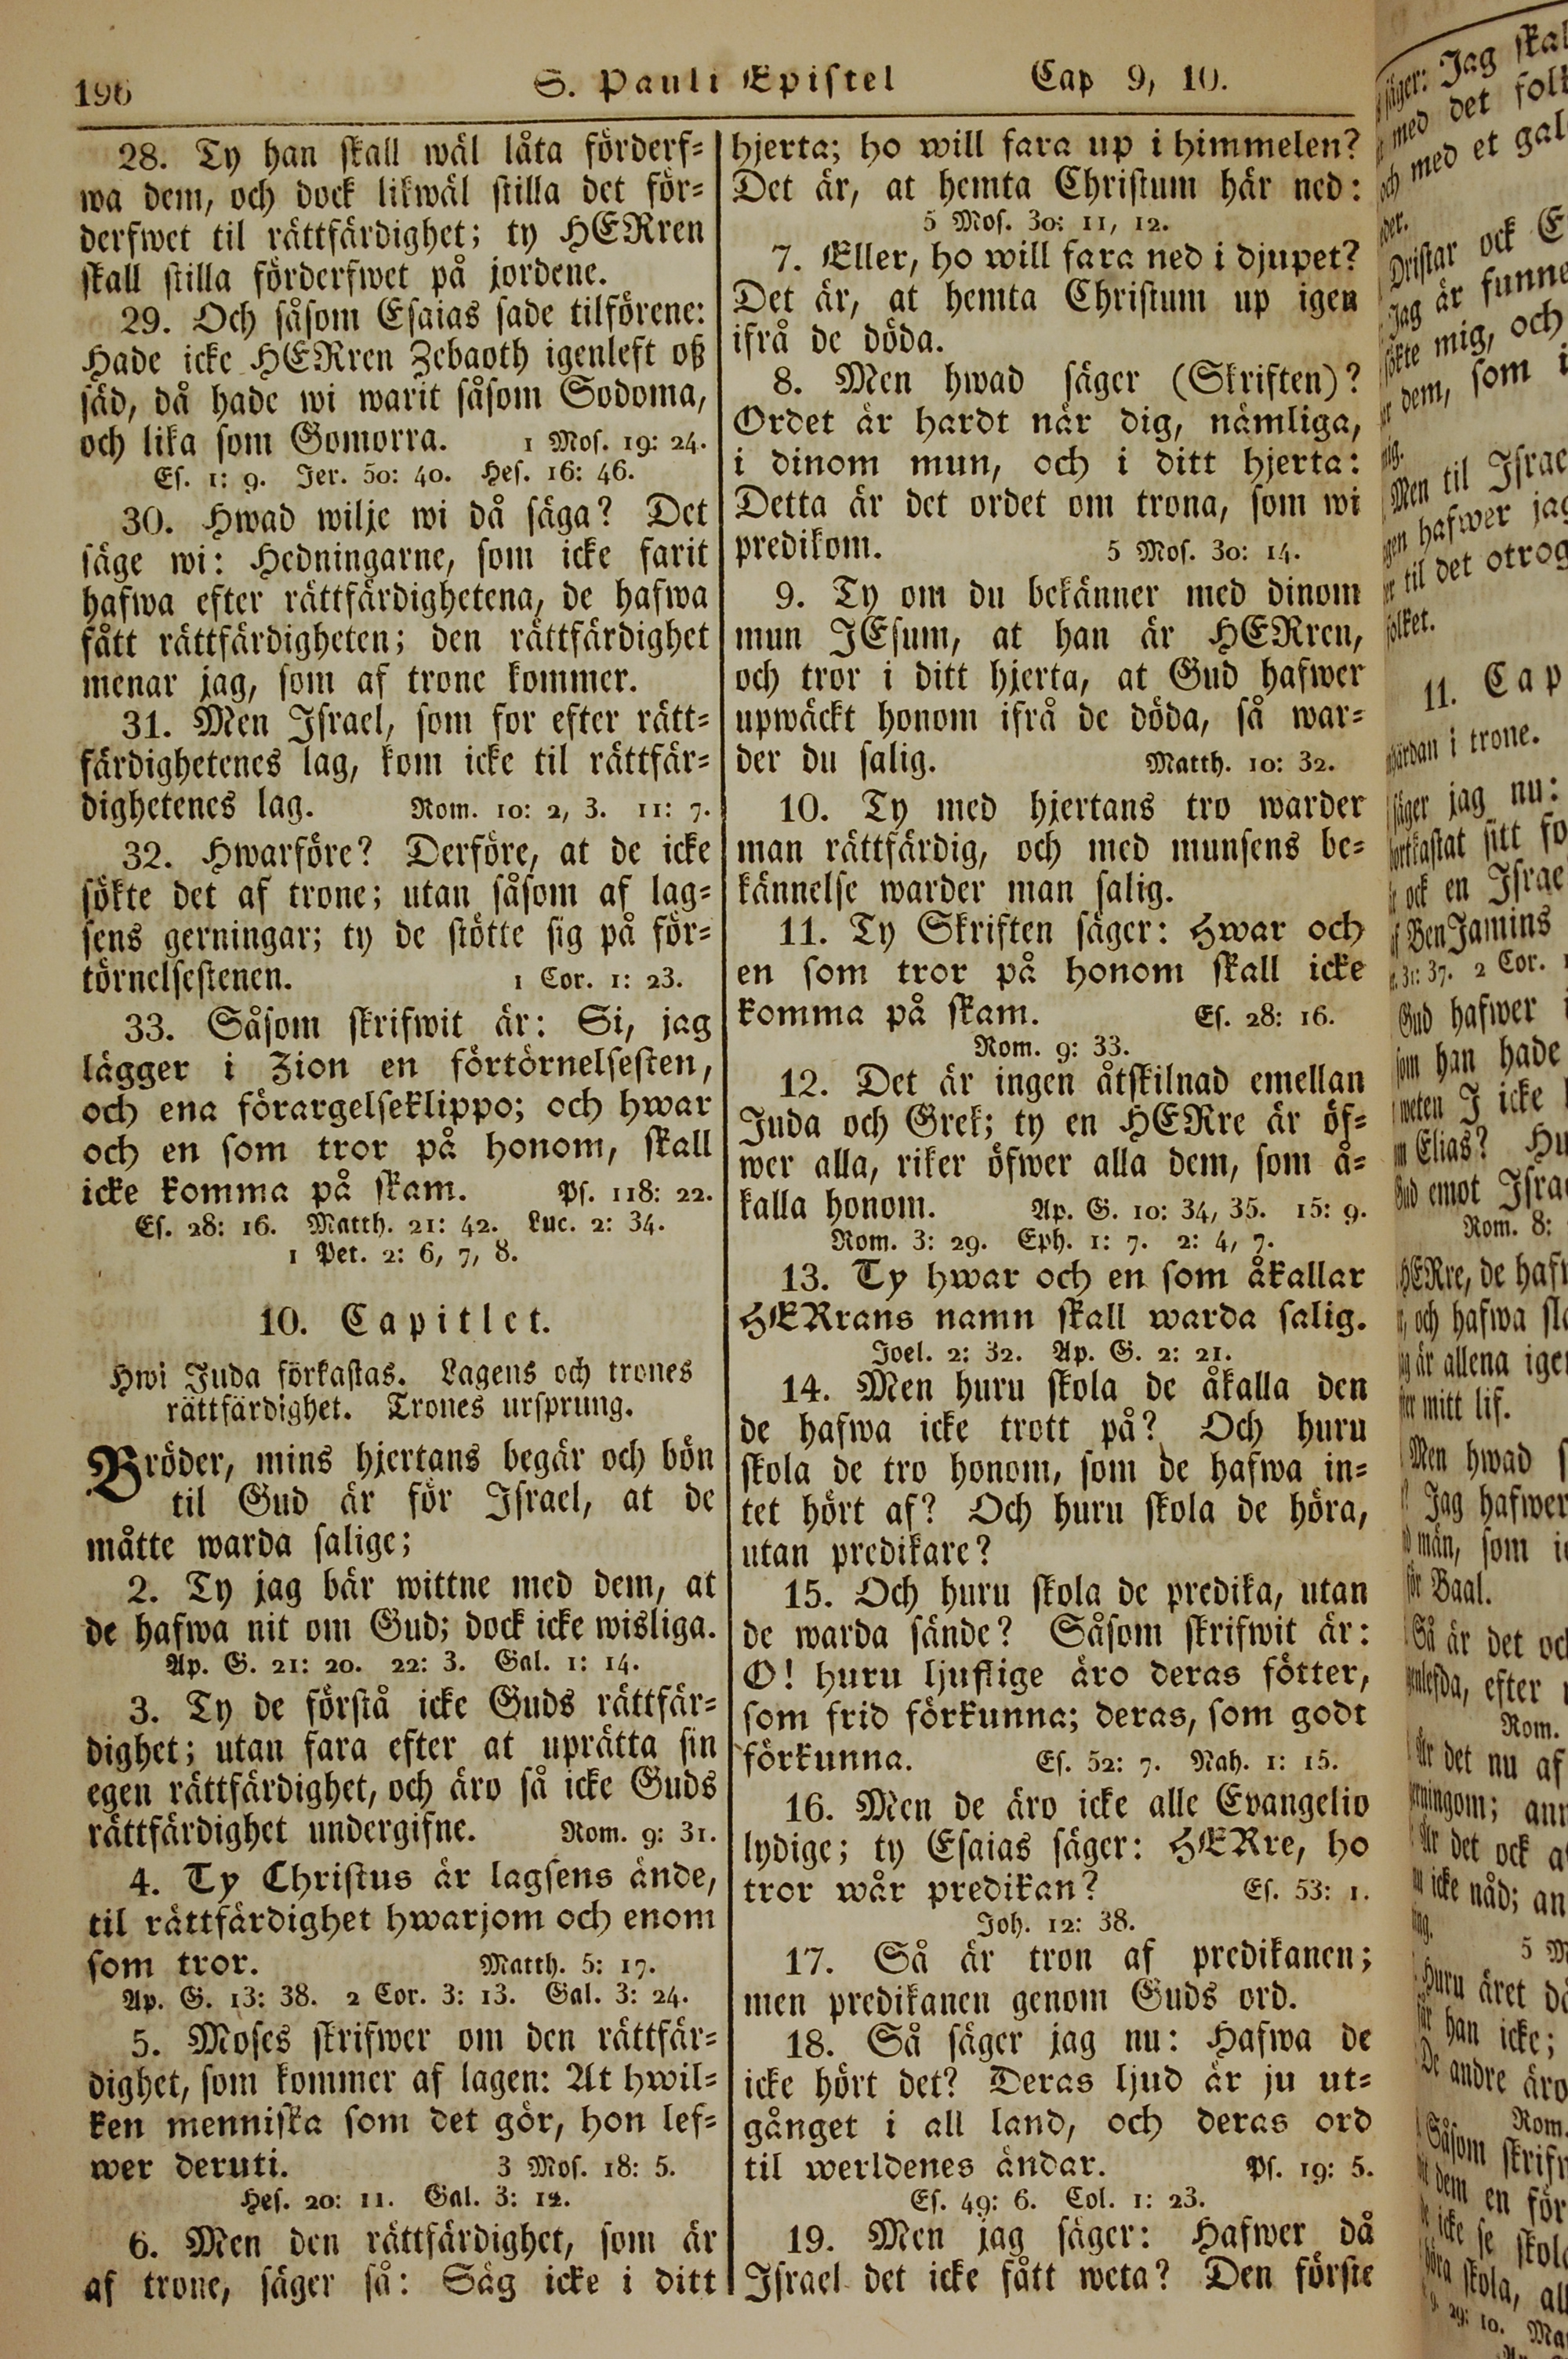 196
S. Pauli Epistel
Cap 9, 10.
28. Ty han skall wäl låta förderf=
wa dem, och dock likwäl stilla det för=
derfwet til rättfärdighet; ty HERren
skall stilla förderfwet på jordene.
29. Och såsom Esaias sade tilförene:
Hade icke HERren Zebaoth igenleft oß
säd, då hade wi warit såsom Sodoma,
och lika som Gomorra. 1 Mos. 19: 24.
Es. 1: 9. Jer. 50: 40. Hes. 16: 46.
30. Hwad wilje wi då säga? Det
säge wi: Hedningarne, som icke farit
hafwa efter rättfärdighetena, de hafwa
fått rättfärdigheten; den rättfärdighet
menar jag, som af trone kommer.
31. Men Israel, som for efter rätt=
färdighetenes lag, kom icke til rättfär=
dighetenes lag. Rom. 10: 2, 3. 11: 7.
32. Hwarföre? Derföre, at de icke
sökte det af trone; utan såsom af lag=
sens gerningar; ty de stötte sig på för=
törnelsestenen. 1 Cor. 1: 23.
33. Såsom skrifwit är: Si, jag
lägger i Zion en förtörnelsesten,
och ena förargelseklippo; och hwar
och en som tror på honom, skall
icke komma på skam. Ps. 118: 22.
Es. 28: 16. Matth. 21: 42. Luc. 2: 34.
1 Pet. 2: 6, 7, 8.
10. Capitlet.
Hwi Juda förkastas. Lagens och trones
rättfärdighet. Trones ursprung.
Bröder, mins hjertans begär och bön
til Gud är för Israel, at de
måtte warda salige;
2. Ty jag bär wittne med dem, at
de hafwa nit om Gud; dock icke wisliga.
Ap. G. 21: 20. 22: 3. Gal. 1: 14.
3. Ty de förstå icke Guds rättfär=
dighet; utan fara efter at uprätta sin
egen rättfärdighet, och äro så icke Guds
rättfärdighet undergifne. Rom. 9: 31.
4. Ty Christus är lagsens ände,
til rättfärdighet hwarjom och enom
som tror. Matth. 5: 17.
Ap. G. 13: 38. 2 Cor. 3: 13. Gal. 3: 24.
5. Moses skrifwer om den rättfär=
dighet, som kommer af lagen: At hwil=
ken menniska som det gör, hon lef=
wer deruti. 3 Mos. 18: 5.
Hes. 20: 11. Gal. 3: 12.
6. Men den rättfärdighet, som är
af trone, säger så: Säg icke i ditt
hjerta; ho will fara up i himmelen?
Det är, at hemta Christum här ned:
5 Mos. 30: 11, 12.
7. Eller, ho will fara ned i djupet?
Det är, at hemta Christum up igen
ifrå de döda.
8. Men hwad säger (Skriften)?
Ordet är hardt när dig, nämliga,
i dinom mun, och i ditt hjerta:
Detta är det ordet om trona, som wi
predikom. 5 Mos. 30: 14.
9. Ty om du bekänner med dinom
mun JEsum, at han är HERren,
och tror i ditt hjerta, at Gud hafwer
upwäckt honom ifrå de döda, så war=
der du salig. Matth. 10: 32.
10. Ty med hjertans tro warder
man rättfärdig, och med munsens be=
kännelse warder man salig.
11. Ty Skriften säger: Hwar och
en som tror på honom skall icke
komma på skam. Es. 28: 16.
Rom. 9: 33.
12. Det är ingen åtskilnad emellan
Juda och Grek; ty en HERre är öf=
wer alla, riker öfwer alla dem, som å=
kalla honom. Ap. G. 10: 34, 35. 15: 9.
Rom. 3: 29. Eph. 1: 7. 2: 4, 7.
13. Ty hwar och en som åkallar
HERrans namn skall warda salig.
Joel. 2: 32. Ap. G. 2: 21.
14. Men huru skola de åkalla den
de hafwa icke trott på? Och huru
skola de tro honom, som de hafwa in=
tet hört af? Och huru skola de höra,
utan predikare?
15. Och huru skola de predika, utan
de warda sände? Såsom skrifwit är:
O! huru ljuflige äro deras fötter,
som frid förkunna; deras, som godt
förkunna. Es. 52: 7. Nah. 1: 15.
16. Men de äro icke alle Evangelio
lydige; ty Esaias säger: HERre, ho
tror wår predikan? Es. 53: 1.
Joh. 12: 38.
17. Så är tron af predikanen;
men predikanen genom Guds ord.
18. Så säger jag nu: Hafwa de
icke hört det? Deras ljud är ju ut=
gånget i all land, och deras ord
til werldenes ändar. Ps. 19: 5.
Es. 49: 6. Col. 1: 23.
19. Men jag säger: Hafwer då
Israel det icke fått weta? Den förste